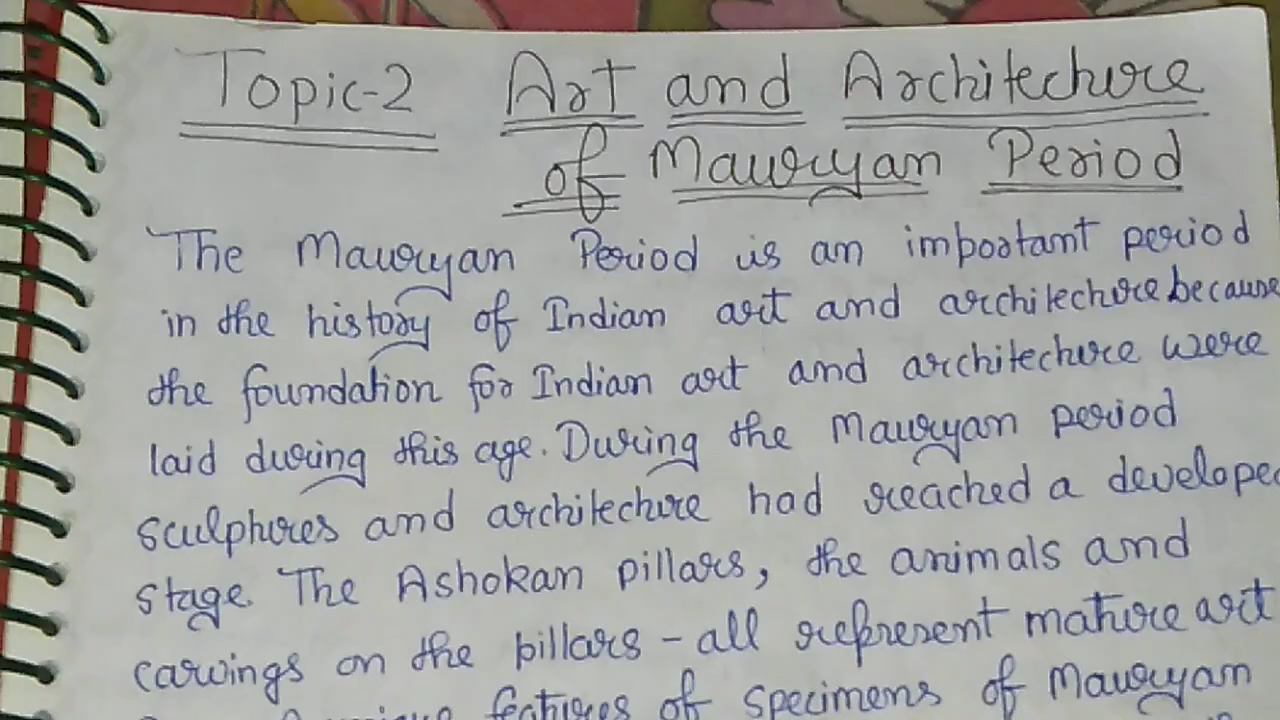 Topic-2 Art and Architecture
of Mauryan Period
The Mauryan Period is an important period
in the history of Indian art and architecture because
the foundation for Indian art and architecture were
laid during this age. During the Mauryan period
sculptures and architecture had reached a develope
stage. The Ashokan pillars, the animals and
carvings on the pillars - all represent mature art
features of specimens of Mauryan